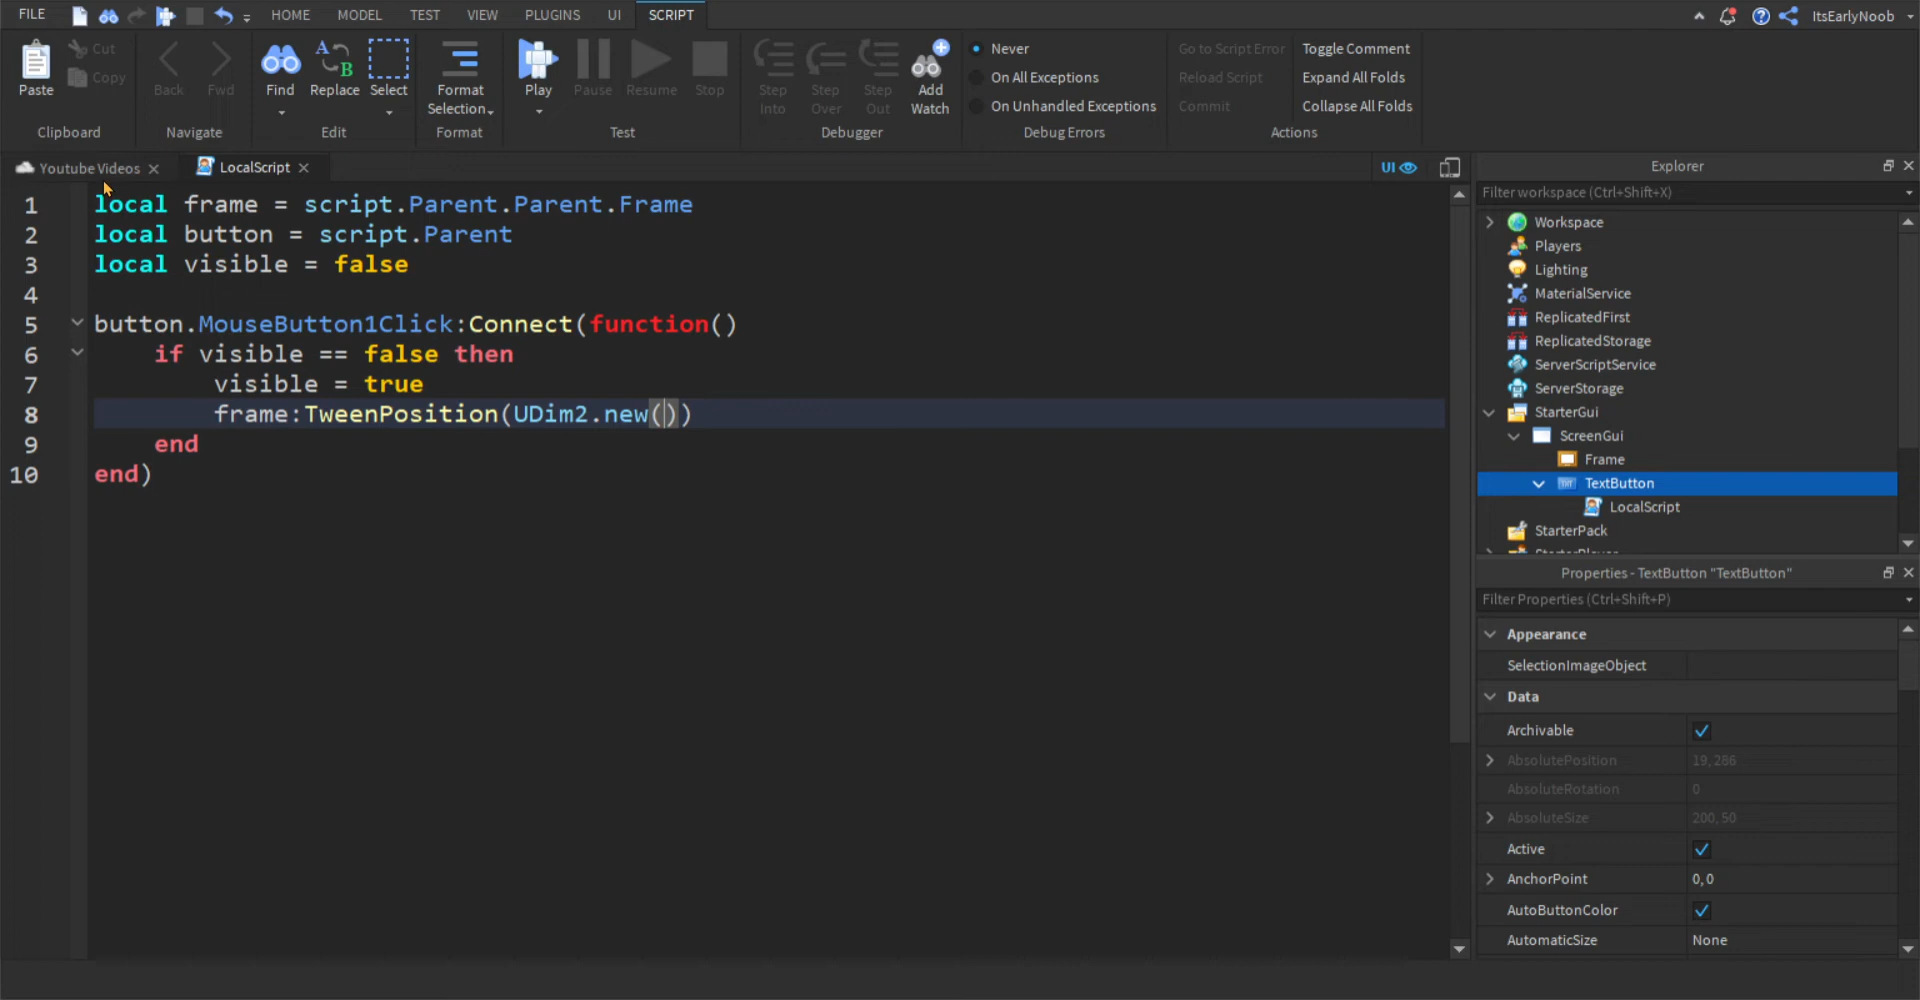 FILE HOME MODEL TEST VIEW PLUGINS UI SCRIPT ItsEarlyNoob
Paste Cut Copy Clipboard
Back Fwd Navigate
Find Replace Select Edit
Format Selection Format
Play Pause Resume Stop Test
Step Into Step Over Step Out Add Watch Debugger
Never
On All Exceptions
On Unhandled Exceptions
Debug Errors
Go to Script Error Toggle Comment
Reload Script Expand All Folds
Commit Collapse All Folds
Actions
Youtube Videos LocalScript UI
1 local frame = script.Parent.Parent.Frame
2 local button = script.Parent
3 local visible = false
4
5 button.MouseButton1Click:Connect(function()
6 if visible == false then
7 visible = true
8 frame:TweenPosition(UDim2.new())
9 end
10 end)
Explorer
Filter workspace (Ctrl+Shift+X)
Workspace
Players
Lighting
MaterialService
ReplicatedFirst
ReplicatedStorage
ServerScriptService
ServerStorage
StarterGui
ScreenGui
Frame
TXT TextButton
LocalScript
StarterPack
StarterPlayer
Properties - TextButton "TextButton"
Filter Properties (Ctrl+Shift+P)
Appearance
SelectionImageObject
Data
Archivable
AbsolutePosition 19, 286
AbsoluteRotation 0
AbsoluteSize 200, 50
Active
AnchorPoint 0, 0
AutoButtonColor
AutomaticSize None